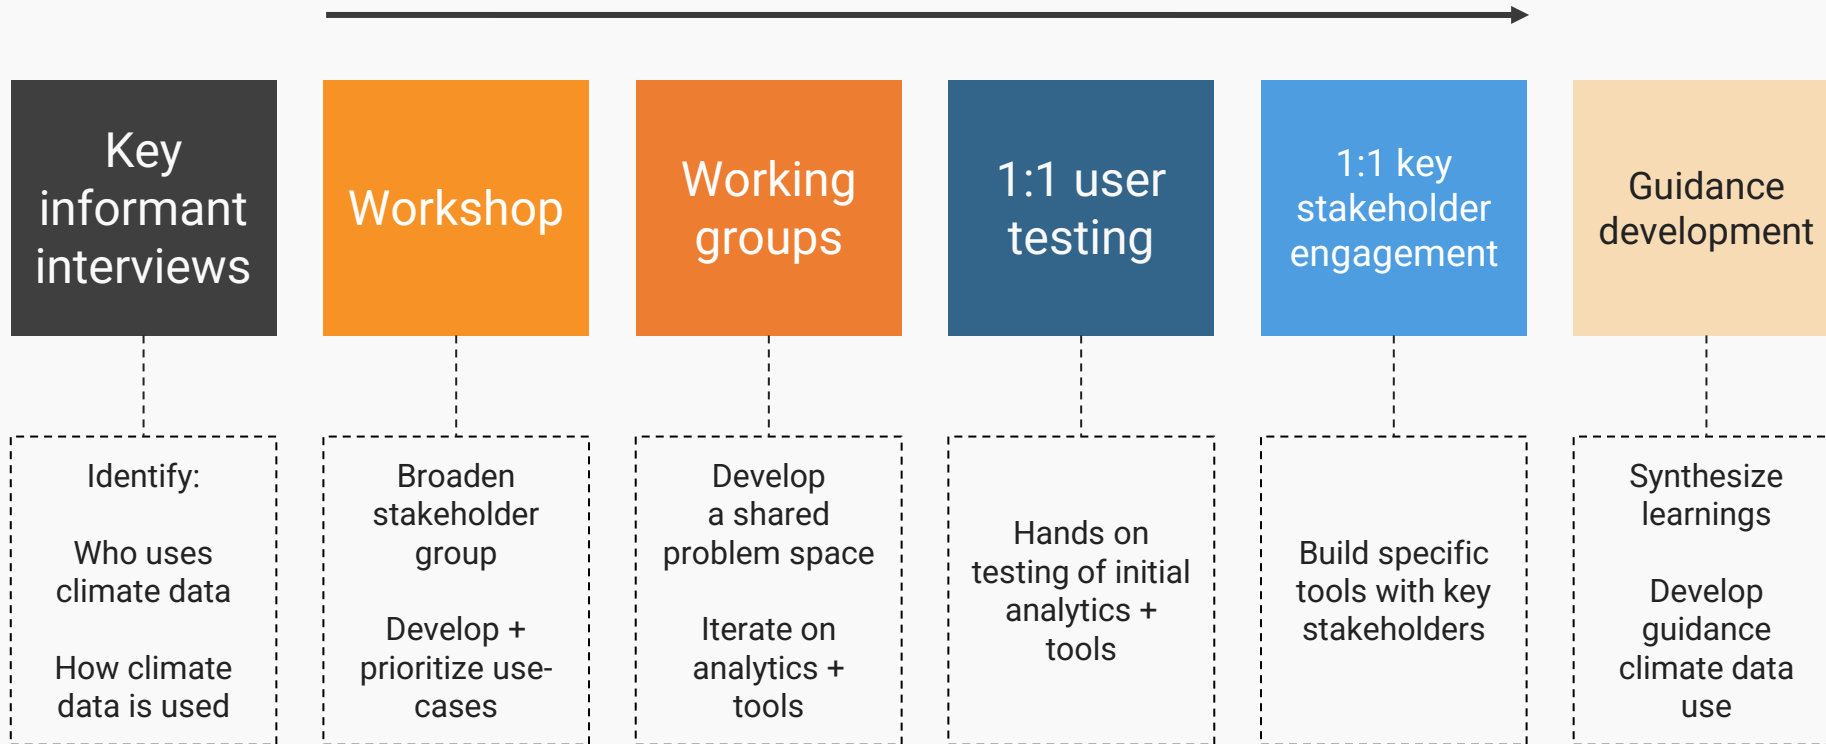 Key
informant
interviews
Workshop
Working
groups
1:1 user
testing
1:1 key
stakeholder
engagement
Guidance
development
Identify:
Who uses
climate data
How climate
data is used
Broaden
stakeholder
group
Develop +
prioritize use-
cases
Develop
a shared
problem space
Iterate on
analytics +
tools
Hands on
testing of initial
analytics +
tools
Build specific
tools with key
stakeholders
Synthesize
learnings
Develop
guidance
climate data
use